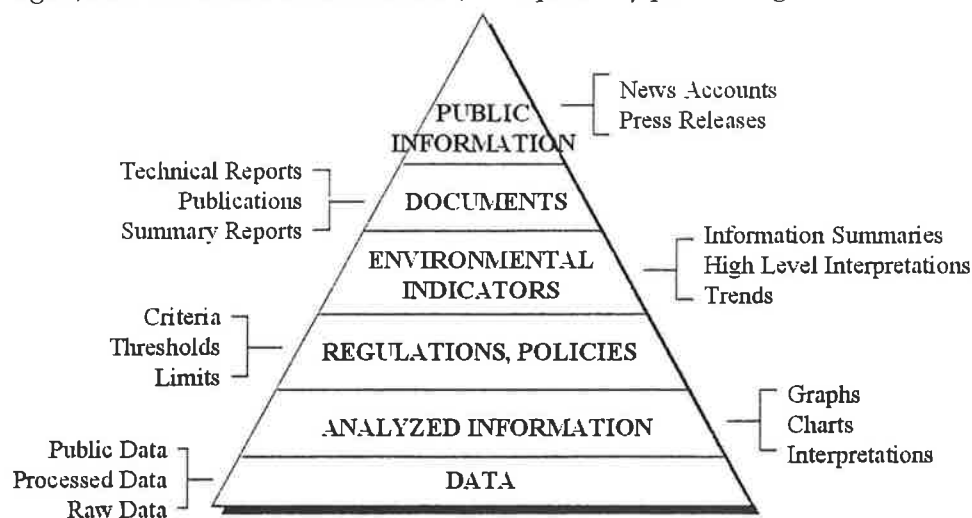 News Accounts
Press Releases
PUBLIC
INFORMATION
Technical Reports
Publications
Summary Reports
DOCUMENTS
Information Summaries
High Level Interpretations
Trends
ENVIRONMENTAL
INDICATORS
Criteria
Thresholds
Limits
REGULATIONS, POLICIES
Graphs
Charts
Interpretations
ANALYZED INFORMATION
Public Data
Processed Data
Raw Data
DATA